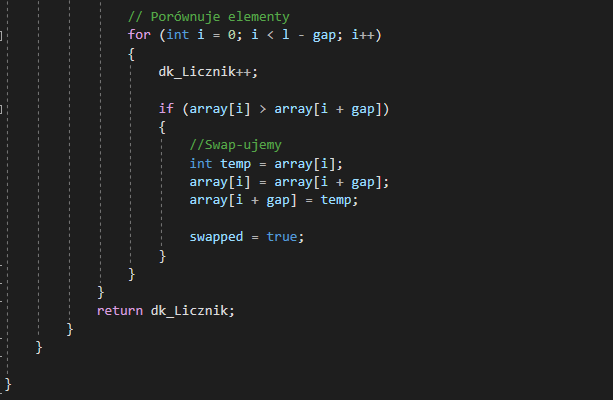 // Porównuje elementy
for (int i = 0; i < l - gap; i++)
{
dk_Licznik++;
if (array[i] > array[i + gap])
{
//Swap-ujemy
int temp = array[i];
array[i] = array[i + gap];
array[i + gap] = temp;
swapped = true;
}
}
}
return dk_Licznik;
}
}
}